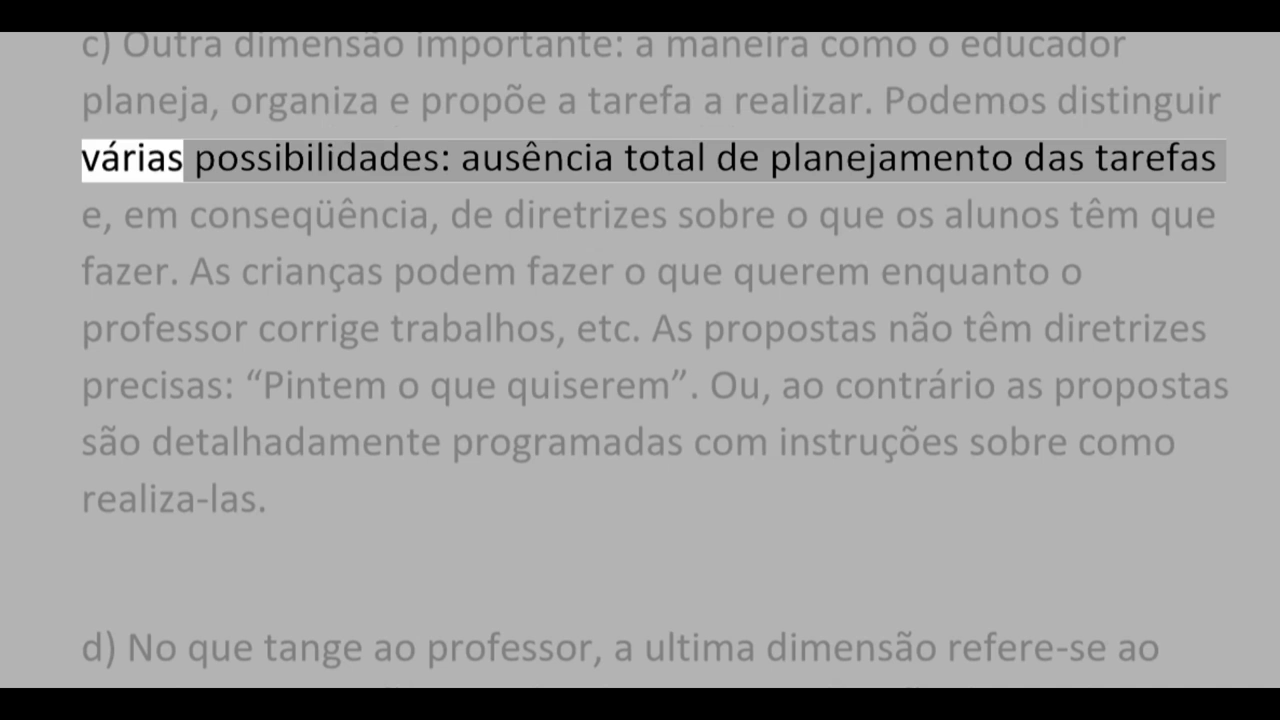 c) Outra dimensão importante: a maneira como o educador
planeja, organiza e propõe a tarefa a realizar. Podemos distinguir
várias possibilidades: ausência total de planejamento das tarefas
e, em conseqüência, de diretrizes sobre o que os alunos têm que
fazer. As crianças podem fazer o que querem enquanto o
professor corrige trabalhos, etc. As propostas não têm diretrizes
precisas: “Pintem o que quiserem”. Ou, ao contrário as propostas
são detalhadamente programadas com instruções sobre como
realiza-las.
d) No que tange ao professor, a ultima dimensão refere-se ao